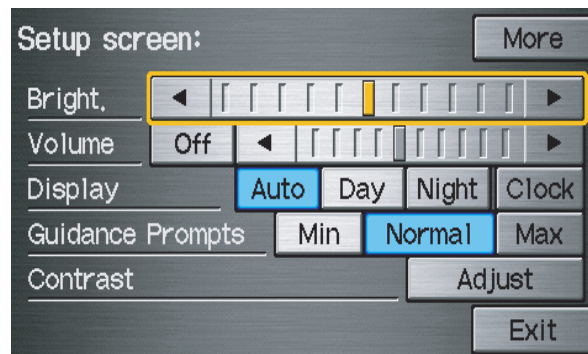 Setup screen: More
Bright.
Volume Off
Display Auto Day Night Clock
Guidance Prompts Min Normal Max
Contrast Adjust
Exit